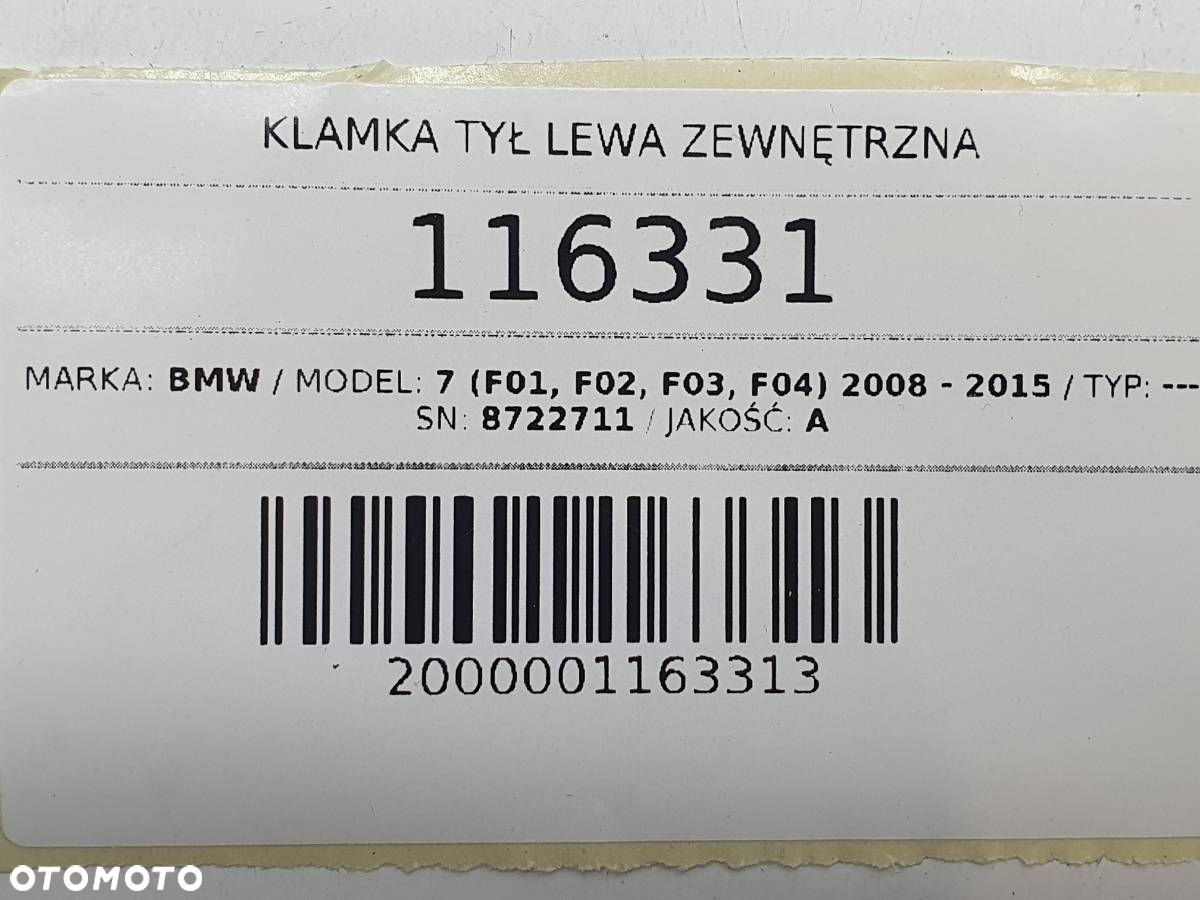 KLAMKA TYŁ LEWA ZEWNĘTRZNA
116331
MARKA: BMW / MODEL: 7 (F01, F02, F03, F04) 2008 - 2015 / TYP: ---
SN: 8722711 / JAKOŚĆ: A
2000001163313
OTOMOTO